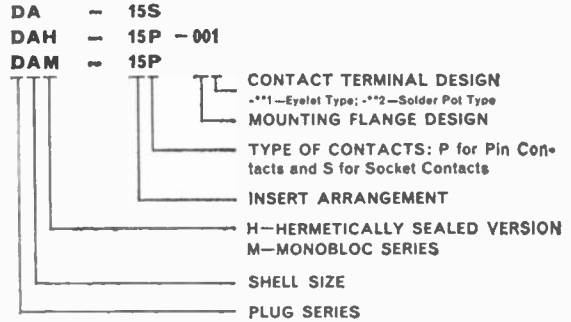 DA - 15S
DAH - 15P - 001
DAM - 15P
CONTACT TERMINAL DESIGN
-**1—Eyelet Type; -**2—Solder Pot Type
MOUNTING FLANGE DESIGN
TYPE OF CONTACTS: P for Pin Con-
tacts and S for Socket Contacts
INSERT ARRANGEMENT
H—HERMETICALLY SEALED VERSION
M—MONOBLOC SERIES
SHELL SIZE
PLUG SERIES